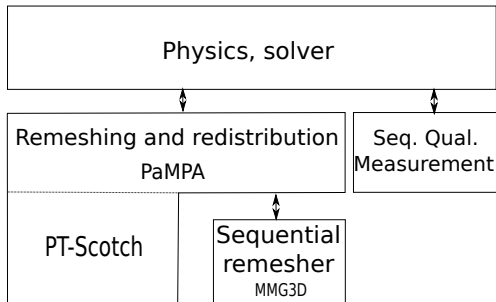 Physics, solver
Remeshing and redistribution
PaMPA
Seq. Qual.
Measurement
PT-Scotch
Sequential
remesher
MMG3D